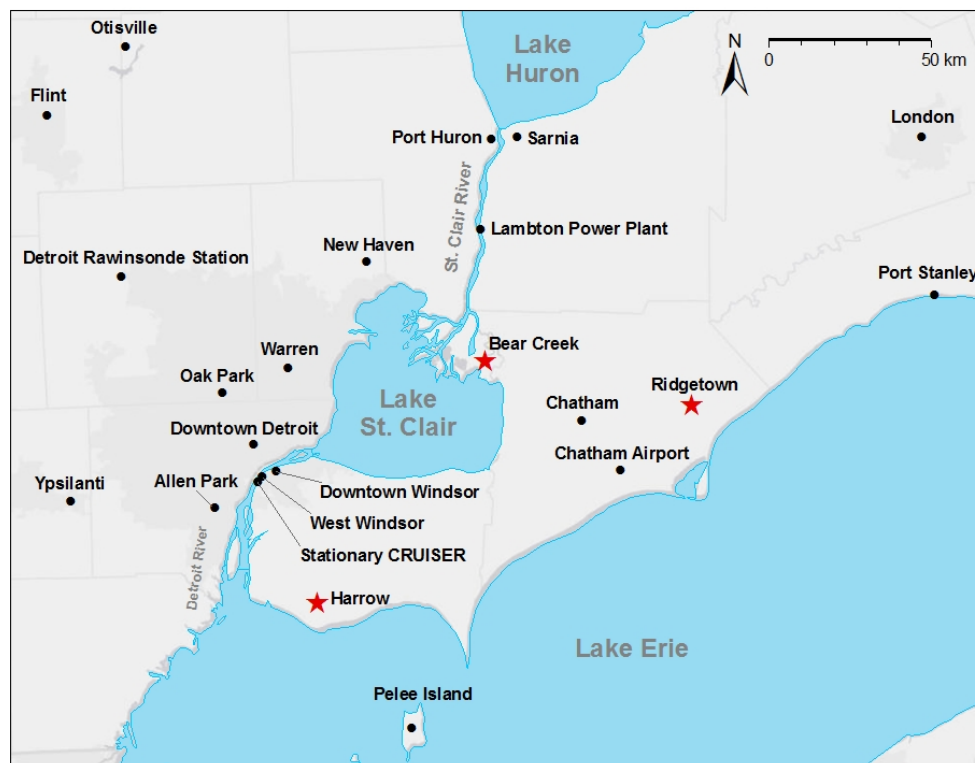 Otisville
Lake
Huron
N
0
50 km
Flint
London
Port Huron
Sarnia
St. Clair River
Lambton Power Plant
New Haven
Detroit Rawinsonde Station
Port Stanley
Bear Creek
Warren
Oak Park
Ridgetown
Lake
St. Clair
Chatham
Downtown Detroit
Chatham Airport
Ypsilanti
Allen Park
Downtown Windsor
West Windsor
Stationary CRUISER
Detroit River
Harrow
Lake Erie
Pelee Island